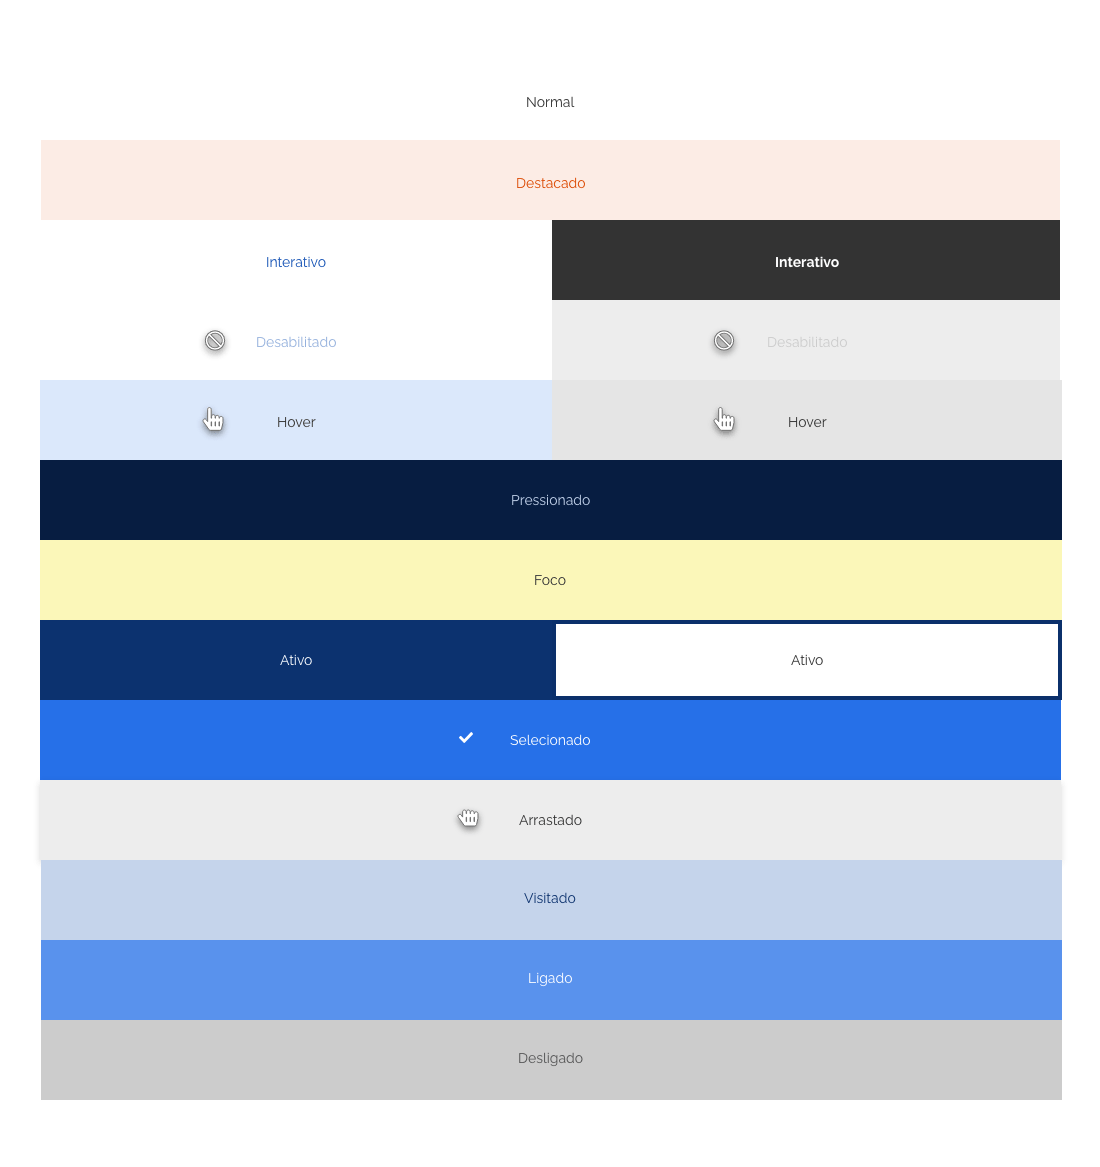 Normal
Destacado
Interativo
Interativo
Desabilitado
Desabilitado
Hover
Hover
Pressionado
Foco
Ativo
Ativo
Selecionado
Arrastado
Visitado
Ligado
Desligado